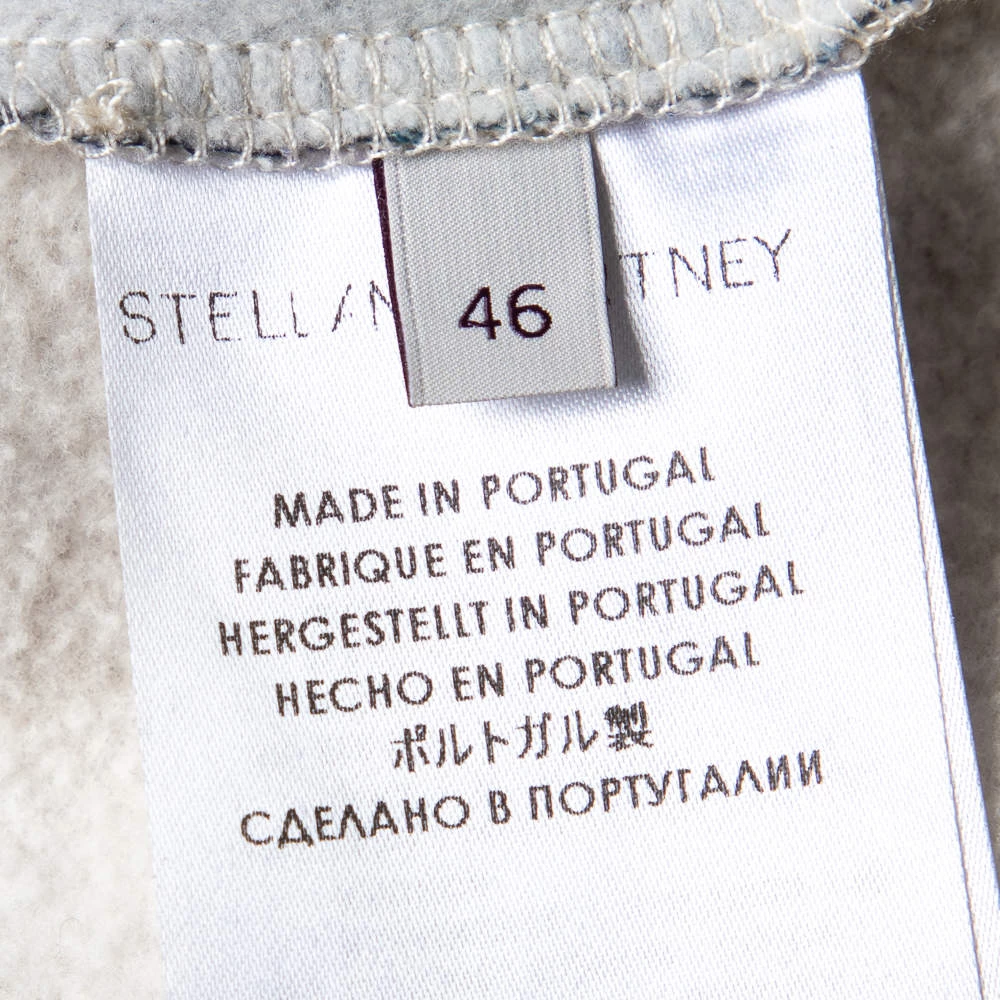 STELLA
46
MADE IN PORTUGAL
FABRIQUE EN PORTUGAL
HERGESTELLT IN PORTUGAL
HECHO EN PORTUGAL
ポルトガル製
СДЕЛАНО В ПОРТУГАЛИИ